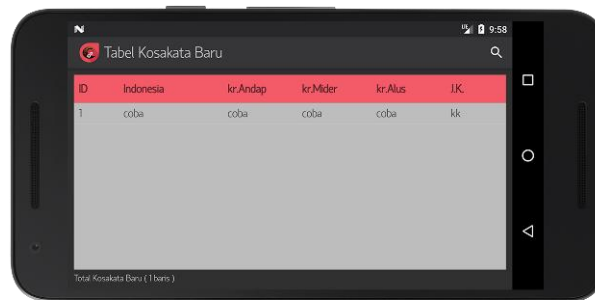 9:58
Tabel Kosakata Baru
ID Indonesia kr.Andap kr.Mider kr.Alus J.K.
1 coba coba coba coba kk
Total Kosakata Baru ( 1 baris )